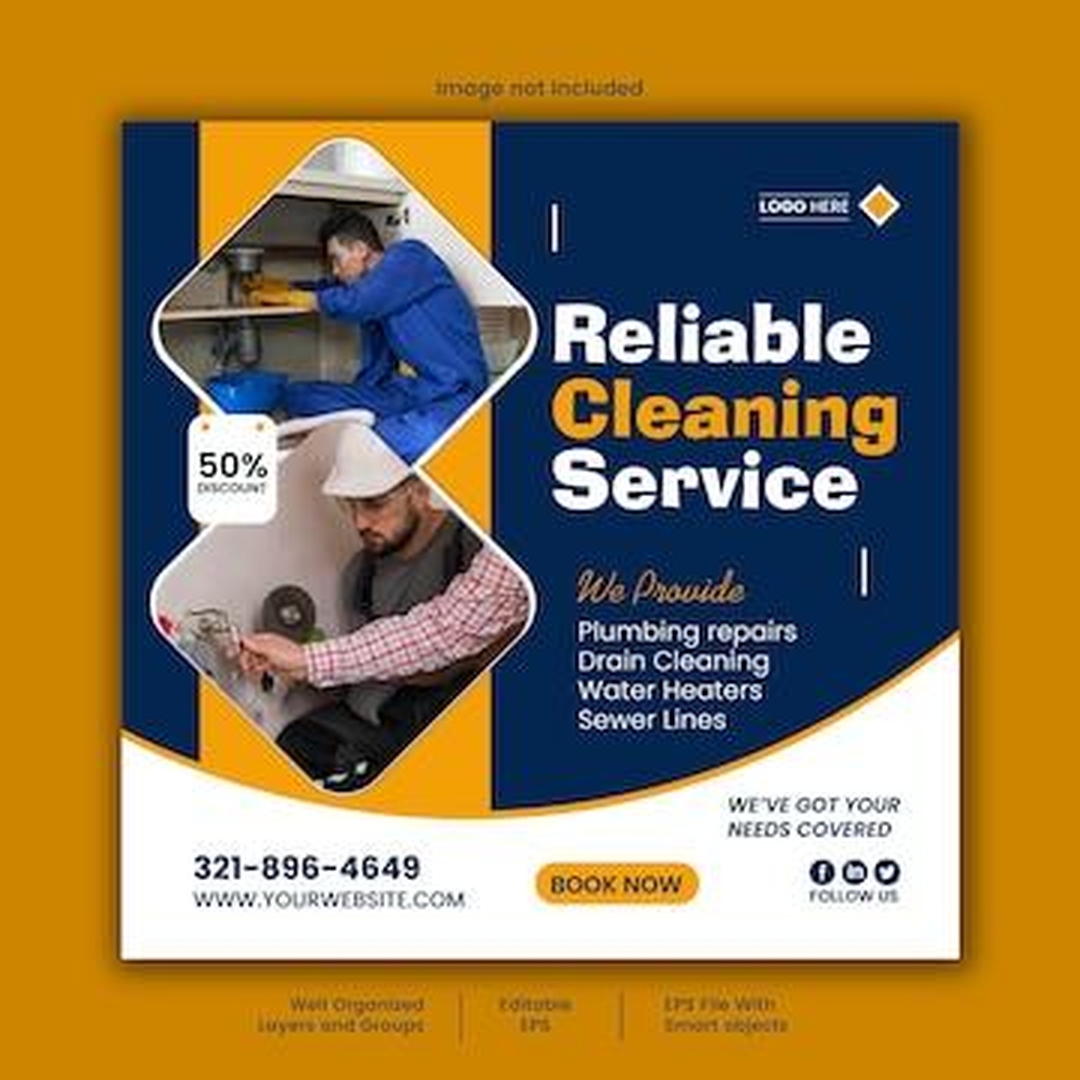 Image not Included
LOGO HERE
Reliable
Cleaning
Service
50%
DISCOUNT
We Provide
Plumbing repairs
Drain Cleaning
Water Heaters
Sewer Lines
WE'VE GOT YOUR
NEEDS COVERED
321-896-4649
WWW.YOURWEBSITE.COM
BOOK NOW
FOLLOW US
Well Organized
Layers and Groups
Editable
EPS
EPS File With
Smart objects